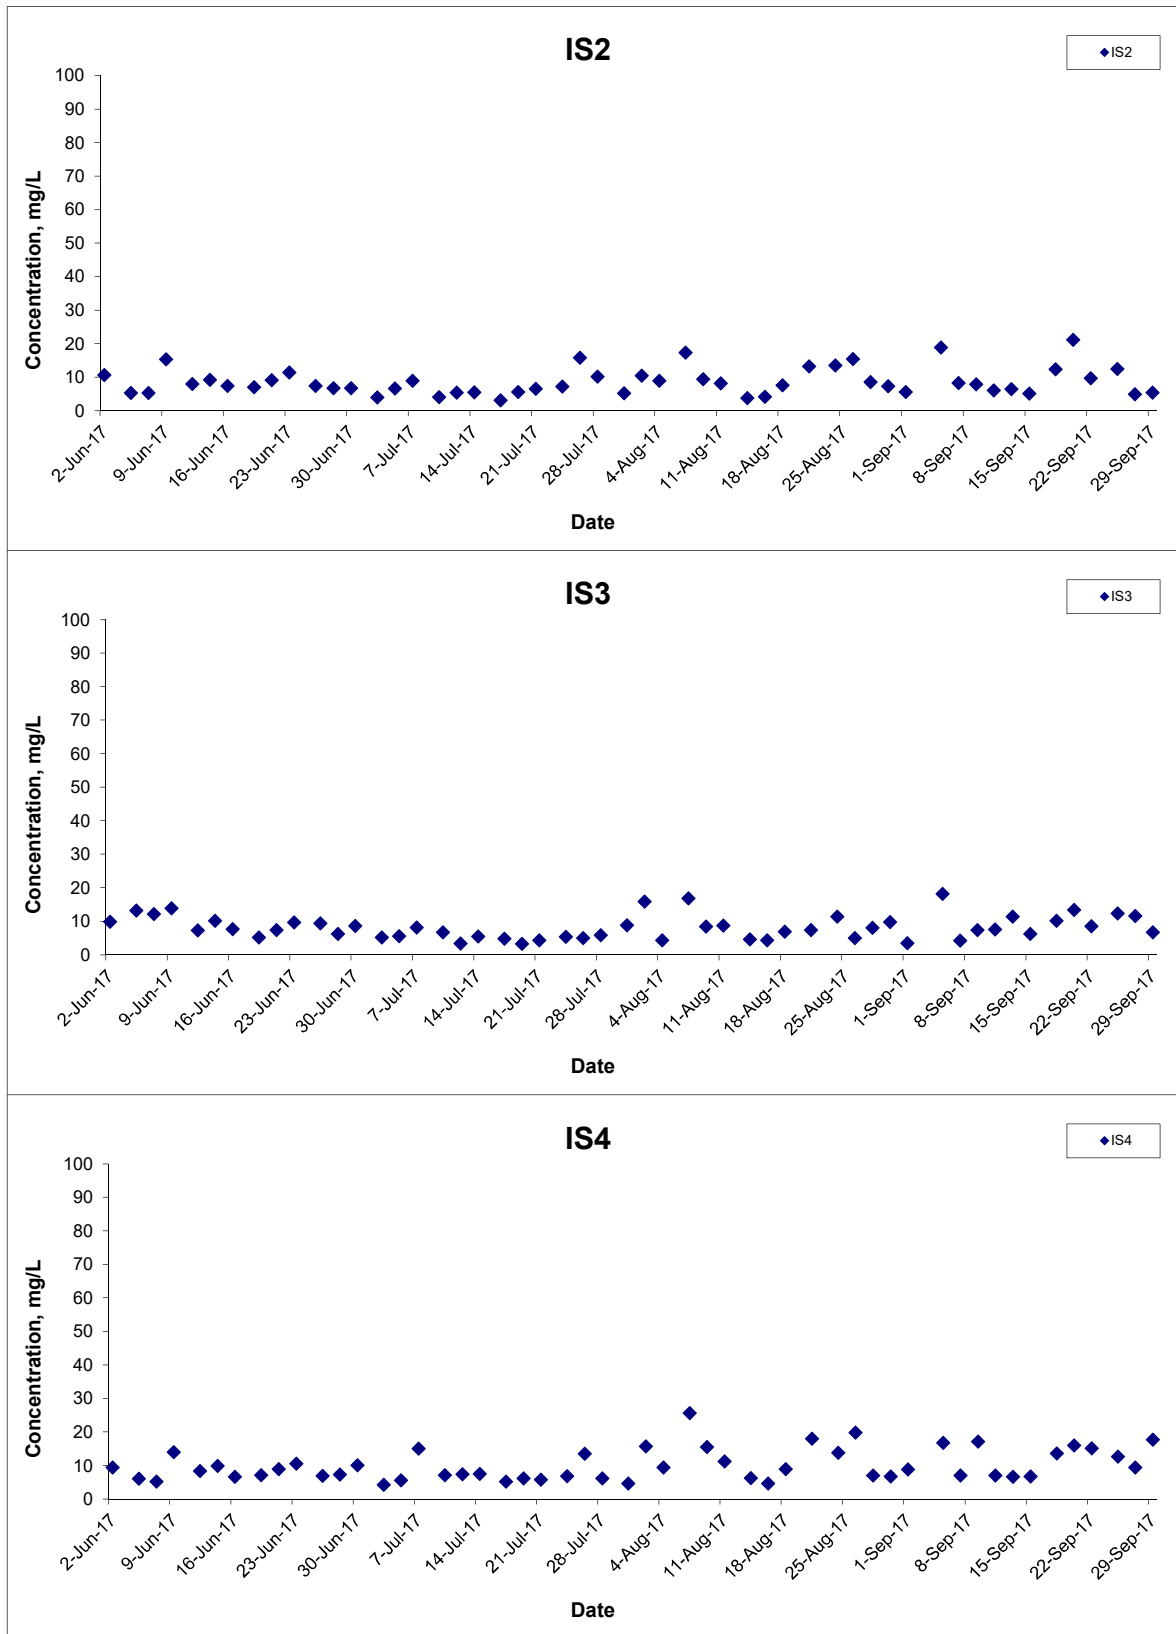 IS2
IS2
Concentration, mg/L
100
90
80
70
60
50
40
30
20
10
0
2-Jun-17
9-Jun-17
16-Jun-17
23-Jun-17
30-Jun-17
7-Jul-17
14-Jul-17
21-Jul-17
28-Jul-17
4-Aug-17
11-Aug-17
18-Aug-17
25-Aug-17
1-Sep-17
8-Sep-17
15-Sep-17
22-Sep-17
29-Sep-17
Date
IS3
IS3
Concentration, mg/L
100
90
80
70
60
50
40
30
20
10
0
2-Jun-17
9-Jun-17
16-Jun-17
23-Jun-17
30-Jun-17
7-Jul-17
14-Jul-17
21-Jul-17
28-Jul-17
4-Aug-17
11-Aug-17
18-Aug-17
25-Aug-17
1-Sep-17
8-Sep-17
15-Sep-17
22-Sep-17
29-Sep-17
Date
IS4
IS4
Concentration, mg/L
100
90
80
70
60
50
40
30
20
10
0
2-Jun-17
9-Jun-17
16-Jun-17
23-Jun-17
30-Jun-17
7-Jul-17
14-Jul-17
21-Jul-17
28-Jul-17
4-Aug-17
11-Aug-17
18-Aug-17
25-Aug-17
1-Sep-17
8-Sep-17
15-Sep-17
22-Sep-17
29-Sep-17
Date